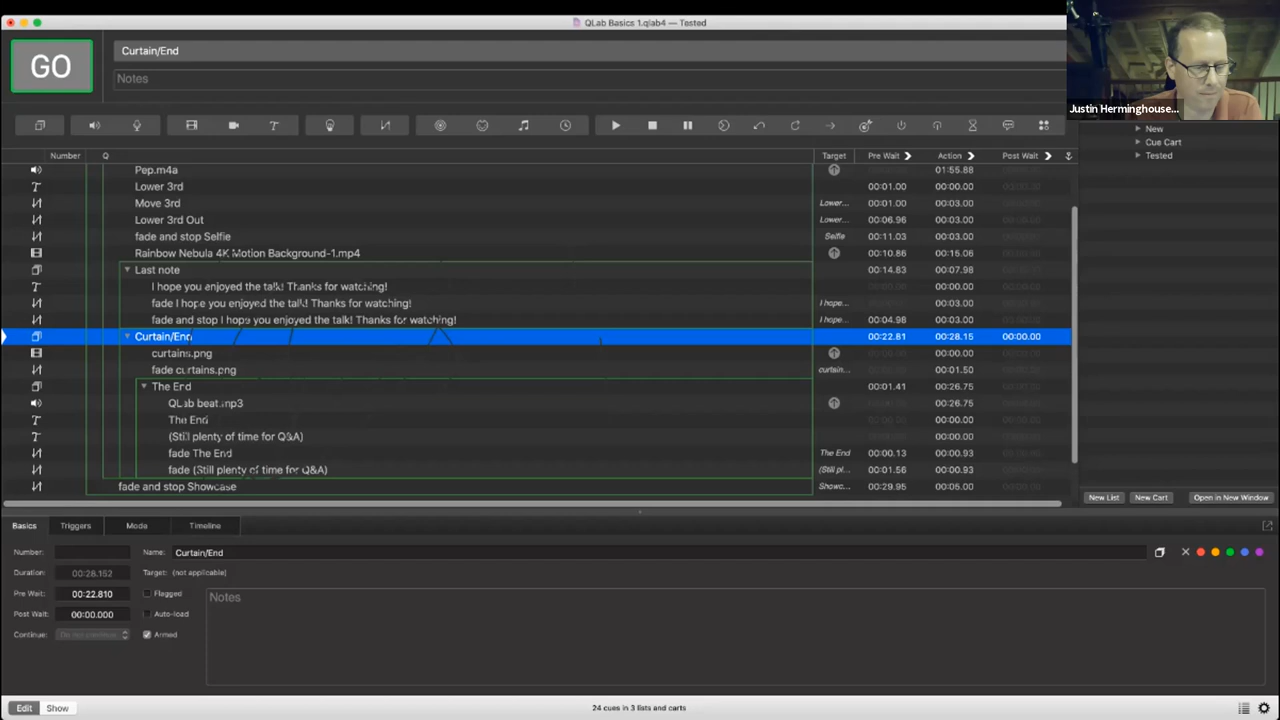 QLab Basics 1.qlab4 — Tested
GO
Curtain/End
Notes
Justin Herminghouse...
New
Cue Cart
Tested
Number Q Target Pre Wait Action Post Wait
Pep.m4a 01:55.88
Lower 3rd 00:01.00 00:00.00
Move 3rd Lower... 00:01.00 00:03.00
Lower 3rd Out Lower... 00:06.96 00:03.00
fade and stop Selfie Selfie 00:11.03 00:03.00
Rainbow Nebula 4K Motion Background-1.mp4 00:10.86 00:15.06
Last note 00:14.83 00:07.98
I hope you enjoyed the talk! Thanks for watching! 00:00.00
fade I hope you enjoyed the talk! Thanks for watching! I hope... 00:03.00
fade and stop I hope you enjoyed the talk! Thanks for watching! I hope... 00:04.98 00:03.00
Curtain/End 00:22.81 00:28.15 00:00.00
curtains.png 00:00.00
fade curtains.png curtain... 00:01.50
The End 00:01.41 00:26.75
QLab beat.mp3 00:26.75
The End 00:00.00
(Still plenty of time for Q&A) 00:00.00
fade The End The End 00:00.13 00:00.93
fade (Still plenty of time for Q&A) (Still pl... 00:01.56 00:00.93
fade and stop Showcase Showc... 00:29.95 00:05.00
New List New Cart Open in New Window
Basics Triggers Mode Timeline
Number: Name: Curtain/End
Duration: 00:28.152 Target: (not applicable)
Pre Wait: 00:22.810 Flagged Notes
Post Wait: 00:00.000 Auto-load
Continue: Do not continue Armed
Edit Show 24 cues in 3 lists and carts